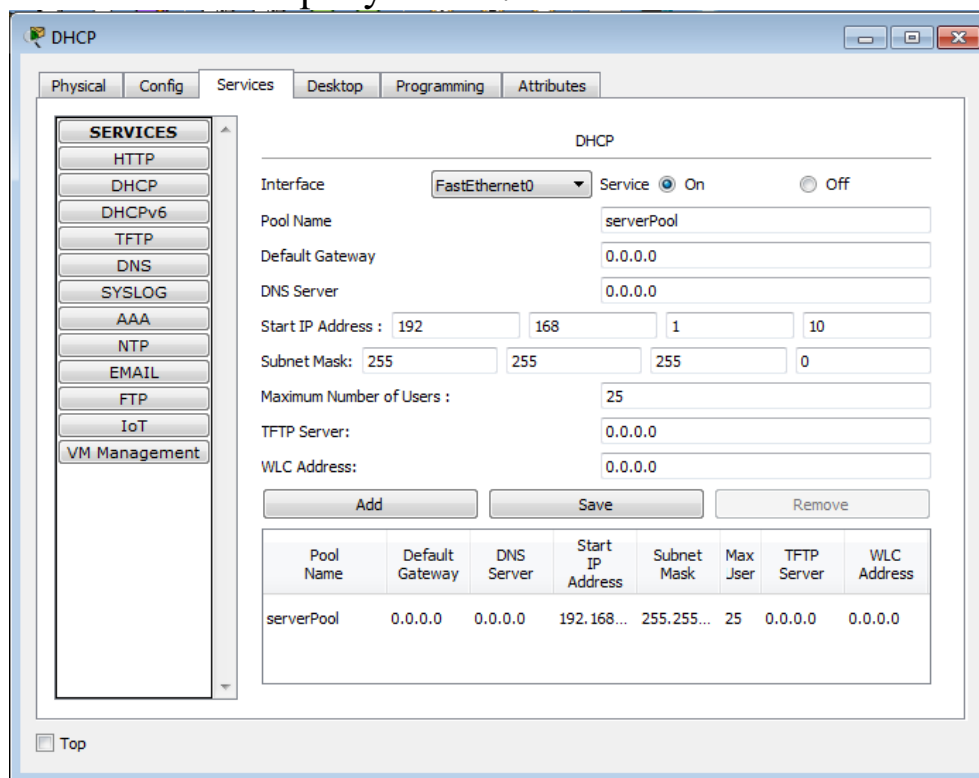 DHCP
Physical Config Services Desktop Programming Attributes
SERVICES
HTTP
DHCP
DHCPv6
TFTP
DNS
SYSLOG
AAA
NTP
EMAIL
FTP
IoT
VM Management
DHCP
Interface FastEthernet0 Service On Off
Pool Name serverPool
Default Gateway 0.0.0.0
DNS Server 0.0.0.0
Start IP Address : 192 168 1 10
Subnet Mask: 255 255 255 0
Maximum Number of Users : 25
TFTP Server: 0.0.0.0
WLC Address: 0.0.0.0
Add Save Remove
Pool Name Default Gateway DNS Server Start IP Address Subnet Mask Max Jser TFTP Server WLC Address
serverPool 0.0.0.0 0.0.0.0 192.168... 255.255... 25 0.0.0.0 0.0.0.0
Top